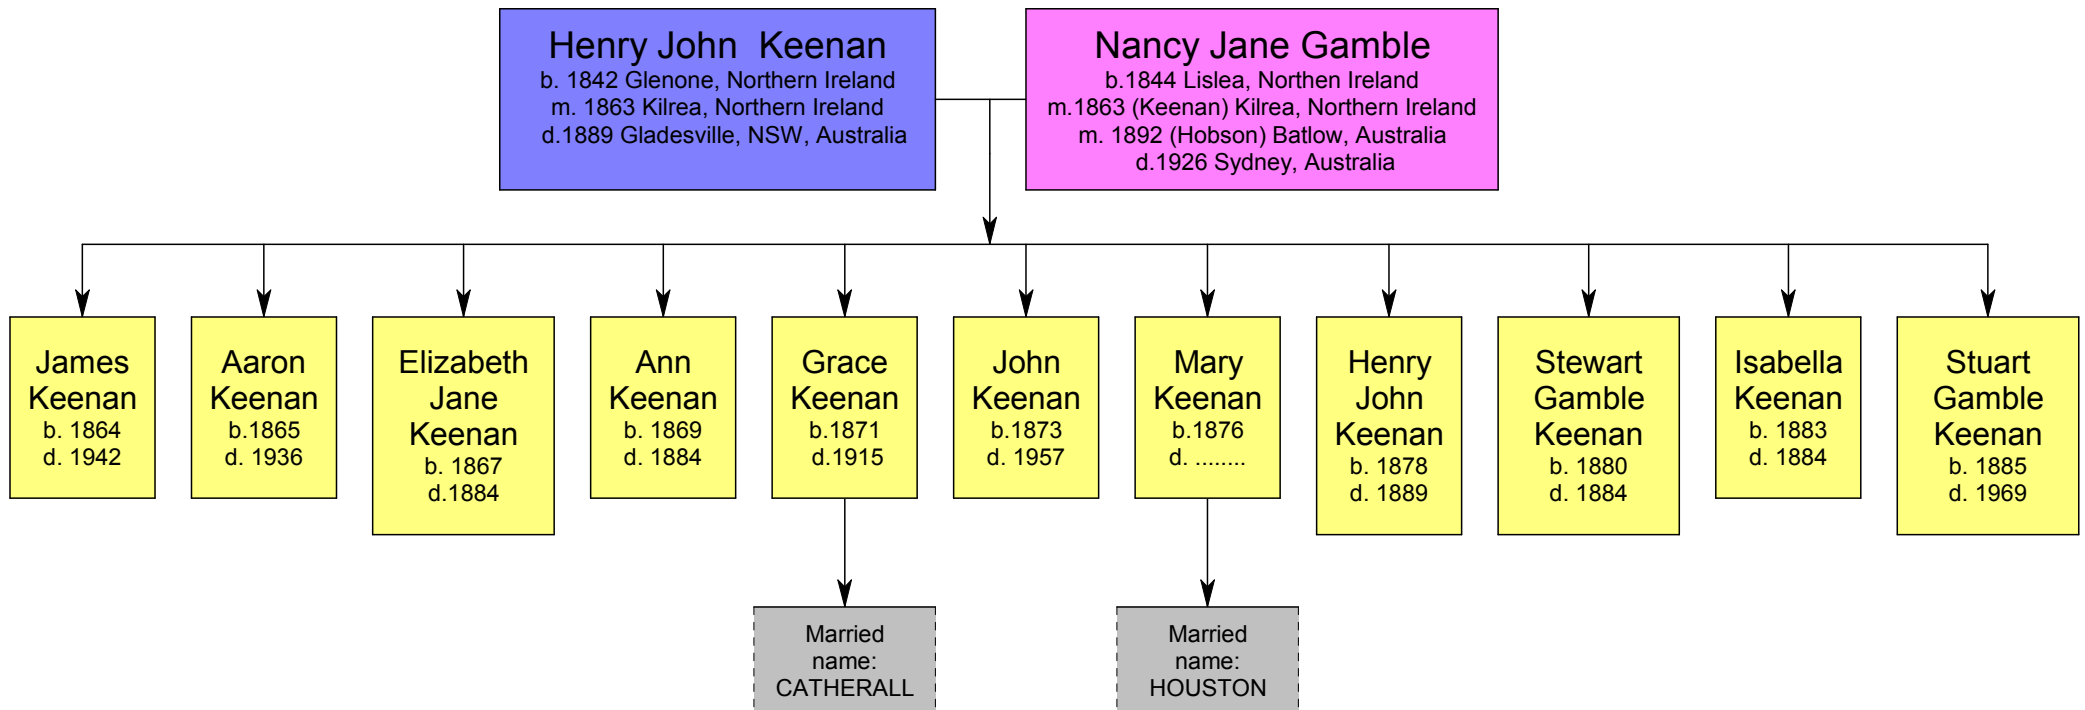 Henry John  Keenan
b. 1842 Glenone, Northern Ireland
m. 1863 Kilrea, Northern Ireland
d.1889 Gladesville, NSW, Australia
Nancy Jane Gamble
b.1844 Lislea, Northen Ireland
m.1863 (Keenan) Kilrea, Northern Ireland
m. 1892 (Hobson) Batlow, Australia
d.1926 Sydney, Australia
James
Keenan
b. 1864
d. 1942
Aaron
Keenan
b.1865
d. 1936
Elizabeth
Jane
Keenan
b. 1867
d.1884
Ann
Keenan
b. 1869
d. 1884
Grace
Keenan
b.1871
d.1915
John
Keenan
b.1873
d. 1957
Mary
Keenan
b.1876
d. ........
Henry
John
Keenan
b. 1878
d. 1889
Stewart
Gamble
Keenan
b. 1880
d. 1884
Isabella
Keenan
b. 1883
d. 1884
Stuart
Gamble
Keenan
b. 1885
d. 1969
Married
name:
CATHERALL
Married
name:
HOUSTON